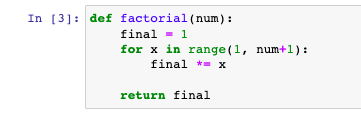 In [3]: def factorial(num):
    final = 1
    for x in range(1, num+1):
        final *= x

    return final